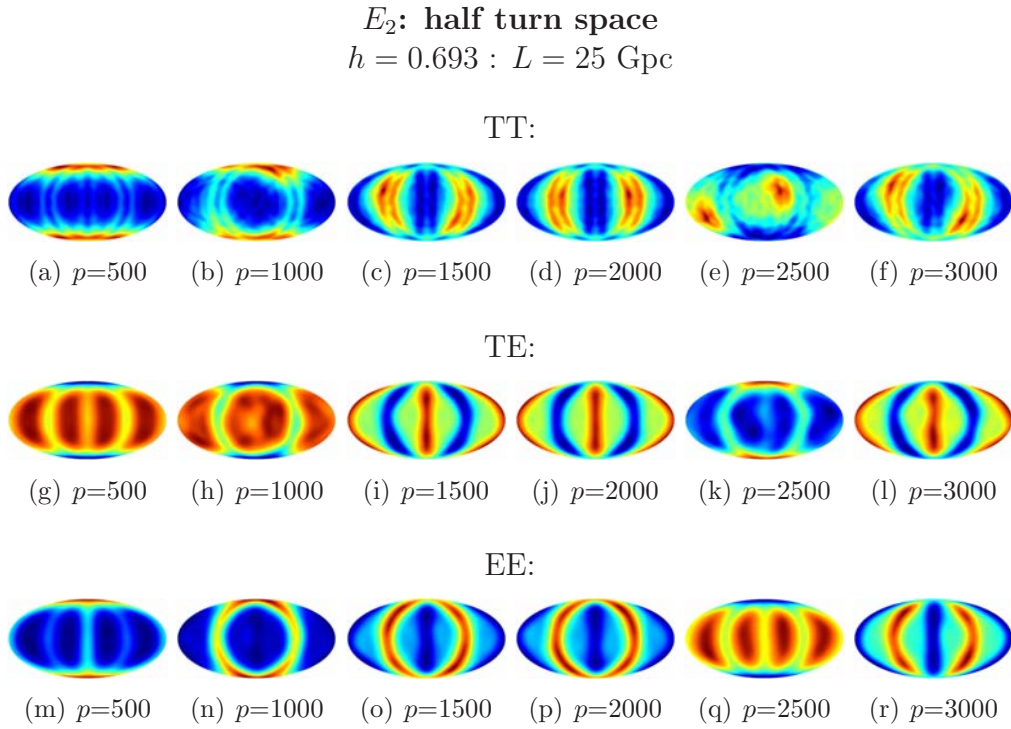 E₂: half turn space
h = 0.693 : L = 25 Gpc
TT:
(a) p=500 (b) p=1000 (c) p=1500 (d) p=2000 (e) p=2500 (f) p=3000
TE:
(g) p=500 (h) p=1000 (i) p=1500 (j) p=2000 (k) p=2500 (l) p=3000
EE:
(m) p=500 (n) p=1000 (o) p=1500 (p) p=2000 (q) p=2500 (r) p=3000